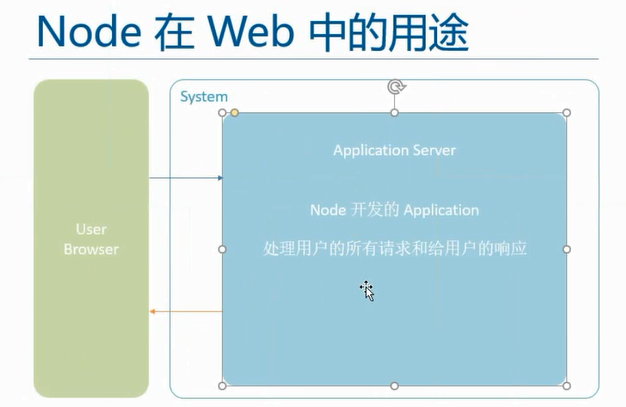 Node 在 Web 中的用途
System
Application Server
Node 开发的 Application
处理用户的所有请求和给用户的响应
User
Browser